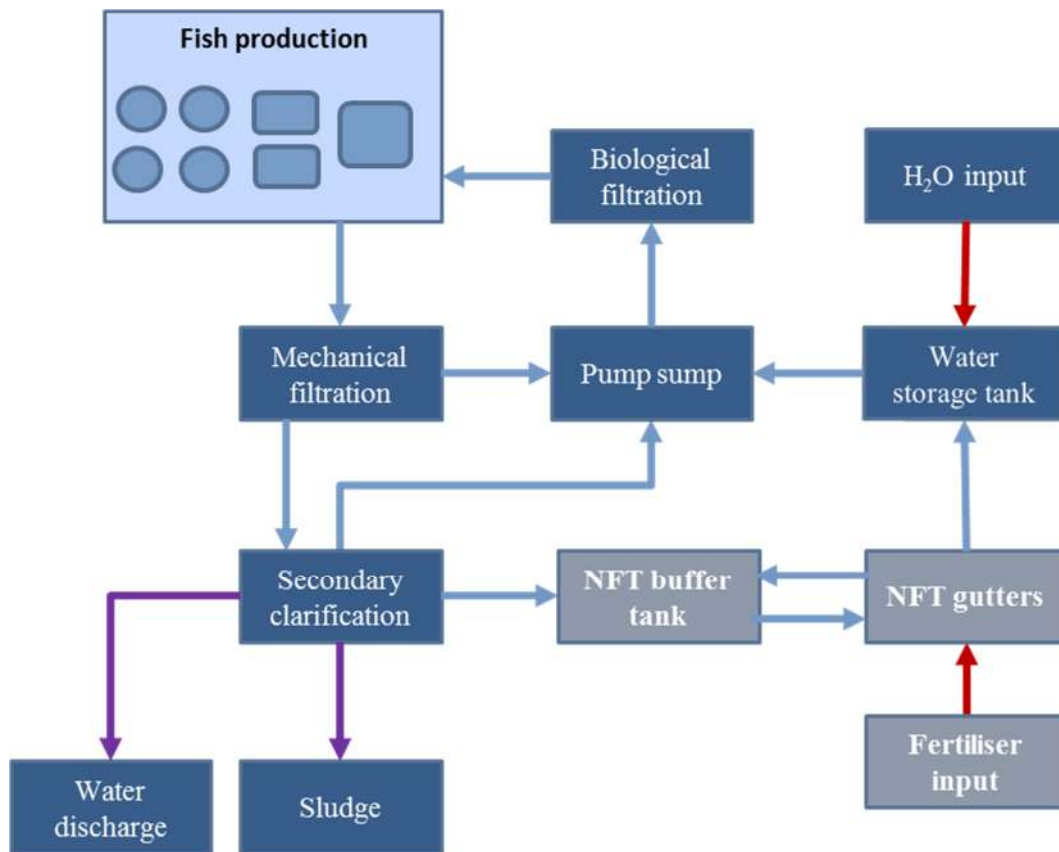 Fish production
Biological
filtration
H₂O input
Mechanical
filtration
Pump sump
Water
storage tank
Secondary
clarification
NFT buffer
tank
NFT gutters
Fertiliser
input
Water
discharge
Sludge